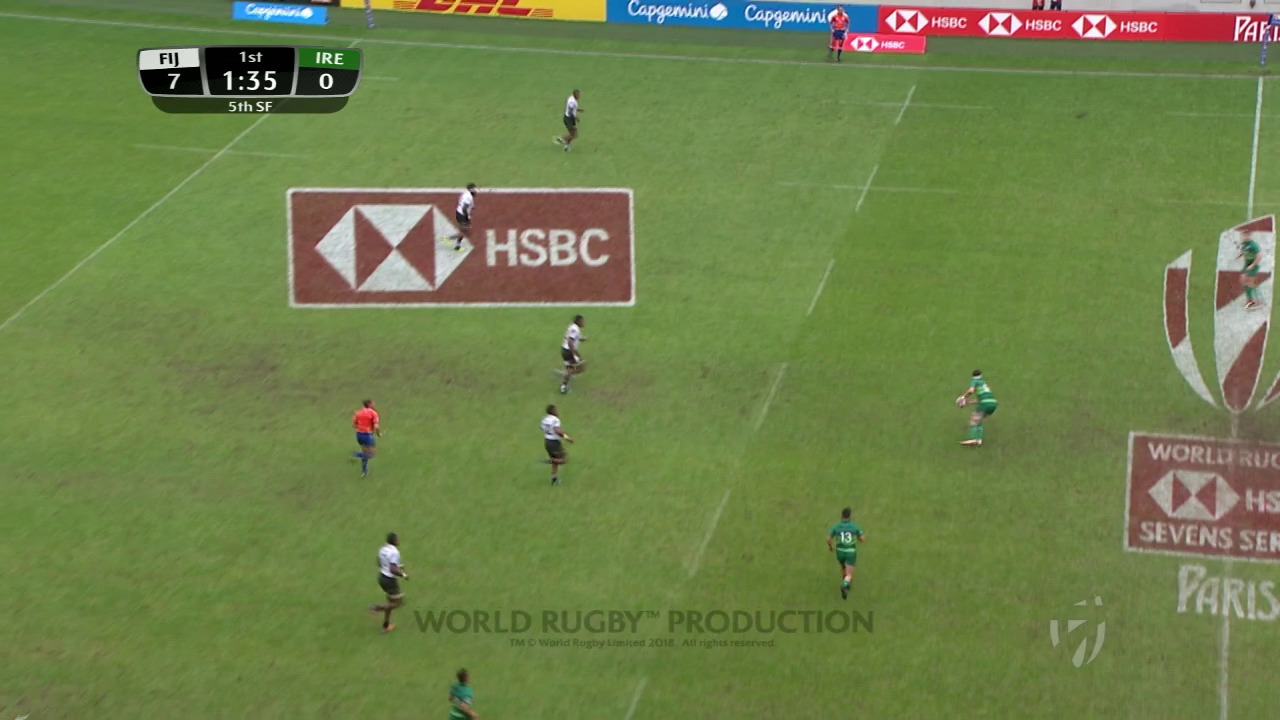 Capgemini
DHL
Capgemini Capgemini
HSBC HSBC HSBC
HSBC
FIJ 1st IRE
7 1:35 0
5th SF
HSBC
13
WORLD RUG
HS
SEVENS SER
PARIS
WORLD RUGBY™ PRODUCTION
TM © World Rugby Limited 2018. All rights reserved.
7